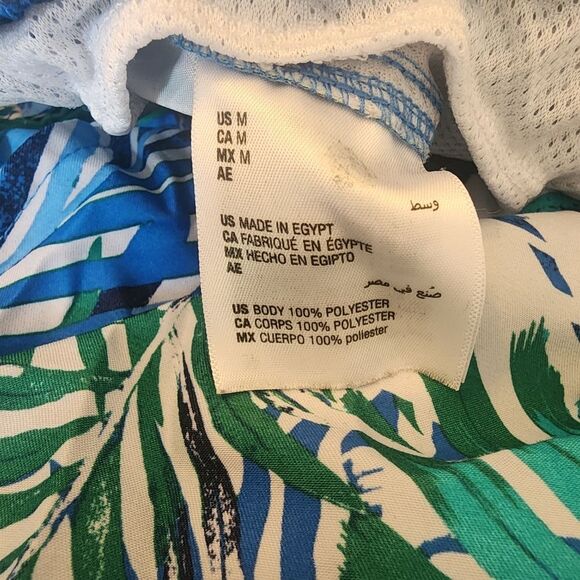 US M
CA M
MX M
AE
وسط
US MADE IN EGYPT
CA FABRIQUÉ EN ÉGYPTE
MX HECHO EN EGIPTO
AE
صُنع في مصر
US BODY 100% POLYESTER
CA CORPS 100% POLYESTER
MX CUERPO 100% poliester